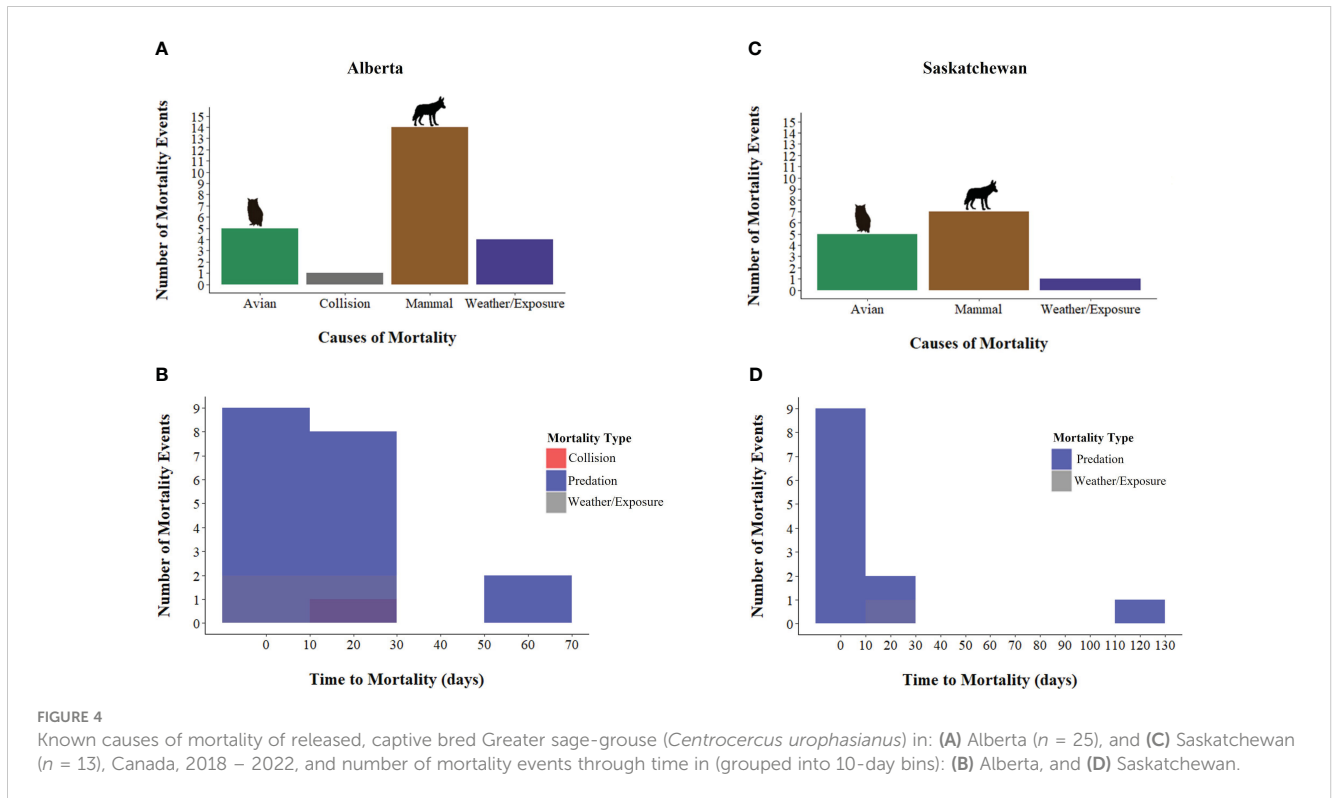 A
Alberta
Number of Mortality Events
15
14
13
12
11
10
9
8
7
6
5
4
3
2
1
0
Avian Collision Mammal Weather/Exposure
Causes of Mortality
C
Saskatchewan
Number of Mortality Events
15
14
13
12
11
10
9
8
7
6
5
4
3
2
1
0
Avian Mammal Weather/Exposure
Causes of Mortality
B
Number of Mortality Events
9
8
7
6
5
4
3
2
1
0
Mortality Type
Collision
Predation
Weather/Exposure
0 10 20 30 40 50 60 70
Time to Mortality (days)
D
Number of Mortality Events
9
8
7
6
5
4
3
2
1
0
Mortality Type
Predation
Weather/Exposure
0 10 20 30 40 50 60 70 80 90 100 110 120 130
Time to Mortality (days)
FIGURE 4
Known causes of mortality of released, captive bred Greater sage-grouse (Centrocercus urophasianus) in: (A) Alberta (n = 25), and (C) Saskatchewan
(n = 13), Canada, 2018 – 2022, and number of mortality events through time in (grouped into 10-day bins): (B) Alberta, and (D) Saskatchewan.